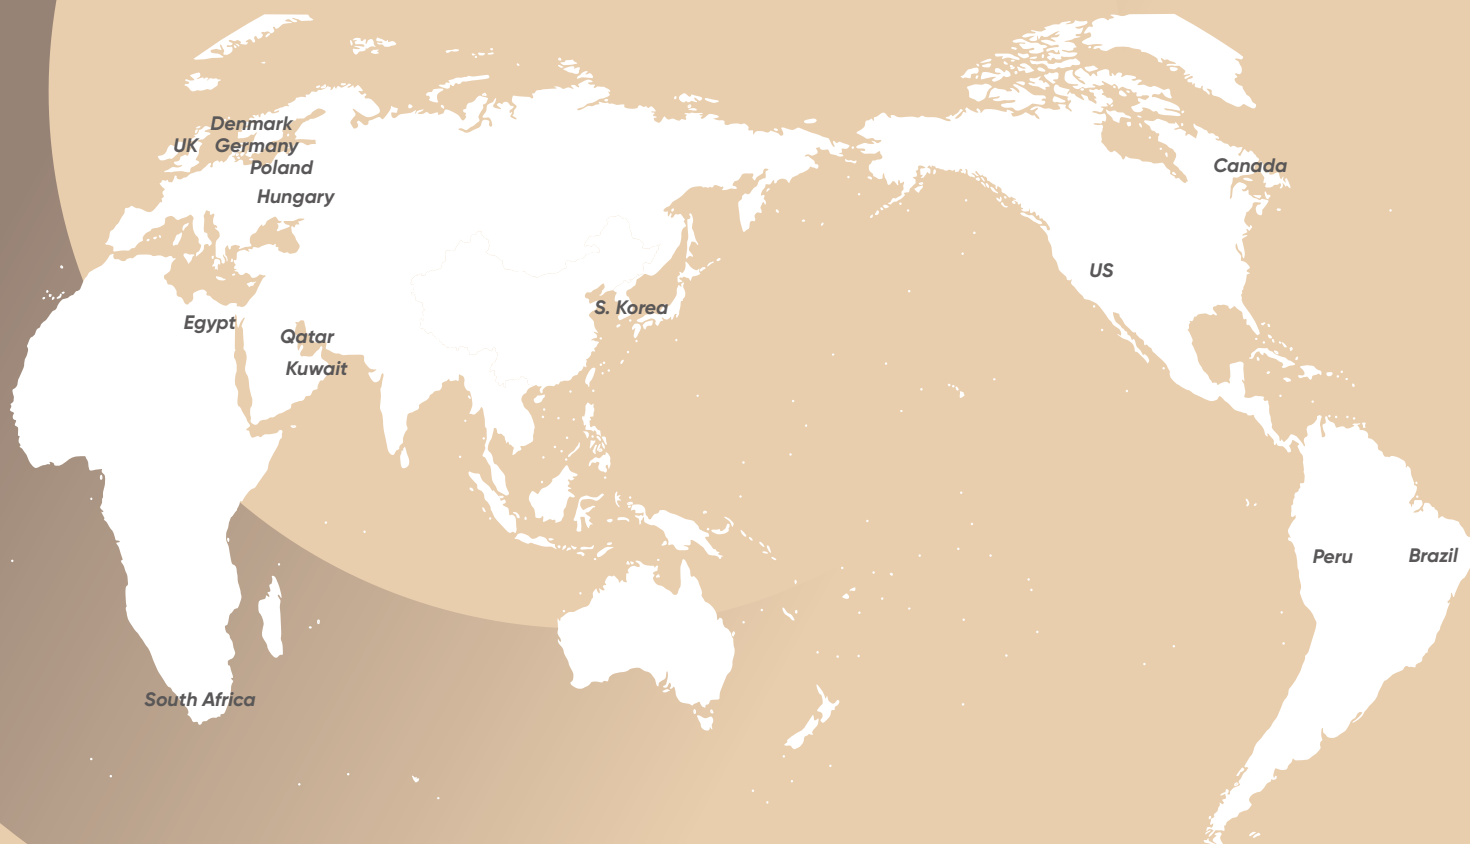 Denmark
UK
Germany
Poland
Canada
Hungary
US
S. Korea
Egypt
Qatar
Kuwait
Peru
Brazil
South Africa